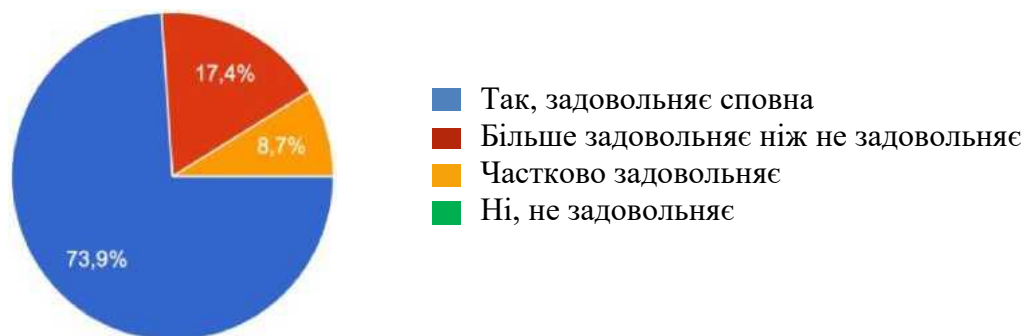 17,4%
8,7%
73,9%
Так, задовольняє сповна
Більше задовольняє ніж не задовольняє
Частково задовольняє
Ні, не задовольняє